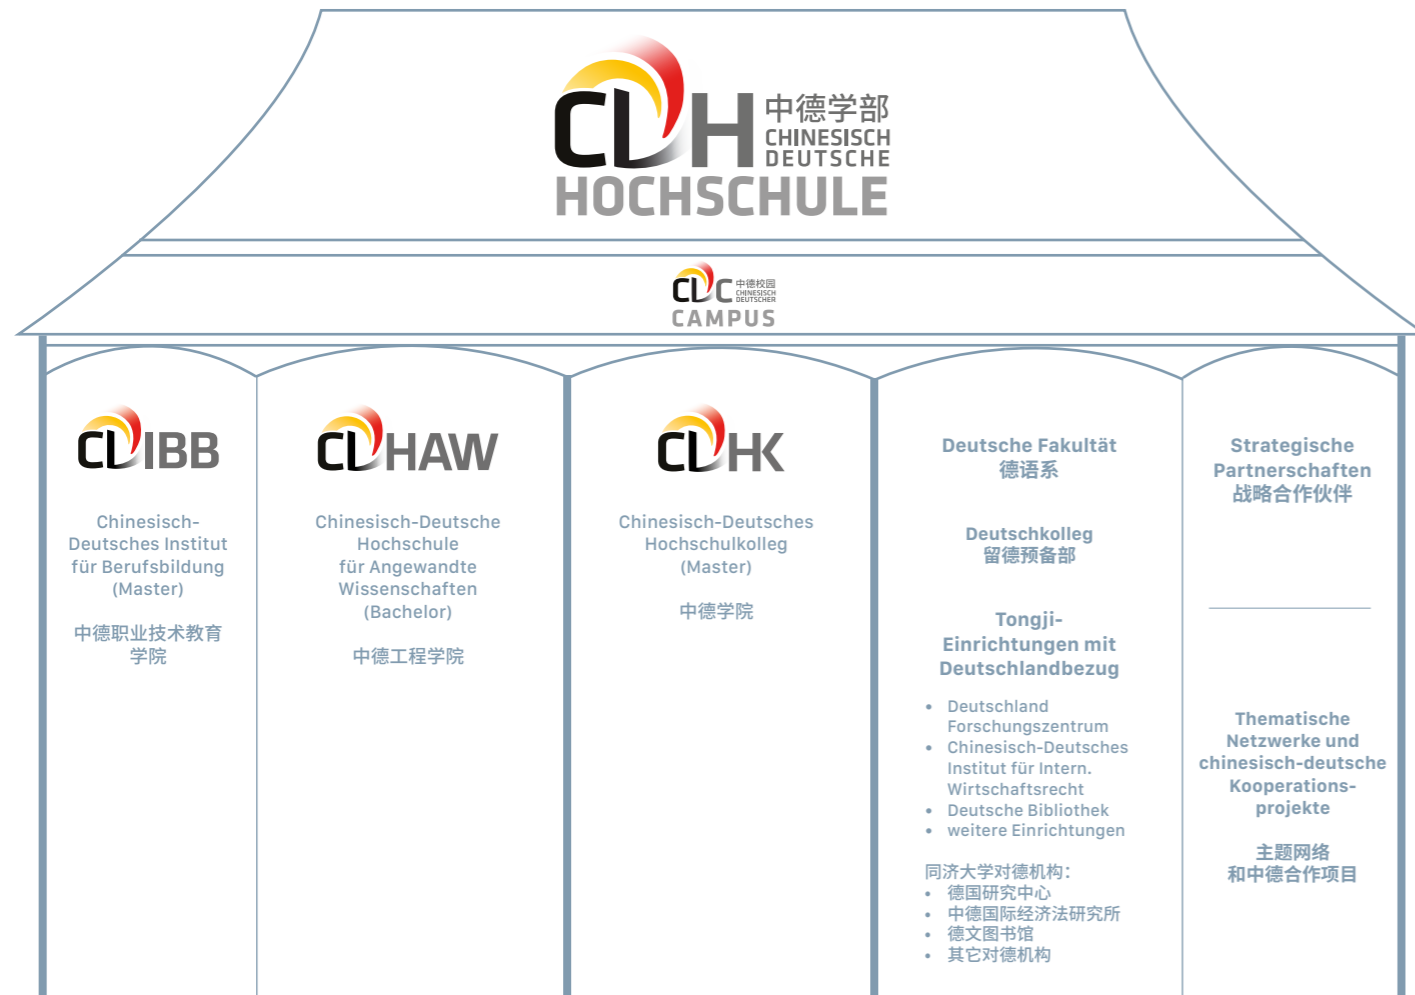 CDH 中德学部
CHINESISCH
DEUTSCHE
HOCHSCHULE
CDC 中德校园
CHINESISCH
DEUTSCHER
CAMPUS
CDIBB
Chinesisch-
Deutsches Institut
für Berufsbildung
(Master)
中德职业技术教育
学院
CDHAW
Chinesisch-Deutsche
Hochschule
für Angewandte
Wissenschaften
(Bachelor)
中德工程学院
CDHK
Chinesisch-Deutsches
Hochschulkolleg
(Master)
中德学院
Deutsche Fakultät
德语系
Deutschkolleg
留德预备部
Tongji-
Einrichtungen mit
Deutschlandbezug
• Deutschland
Forschungszentrum
• Chinesisch-Deutsches
Institut für Intern.
Wirtschaftsrecht
• Deutsche Bibliothek
• weitere Einrichtungen
同济大学对德机构：
• 德国研究中心
• 中德国际经济法研究所
• 德文图书馆
• 其它对德机构
Strategische
Partnerschaften
战略合作伙伴
Thematische
Netzwerke und
chinesisch-deutsche
Kooperations-
projekte
主题网络
和中德合作项目